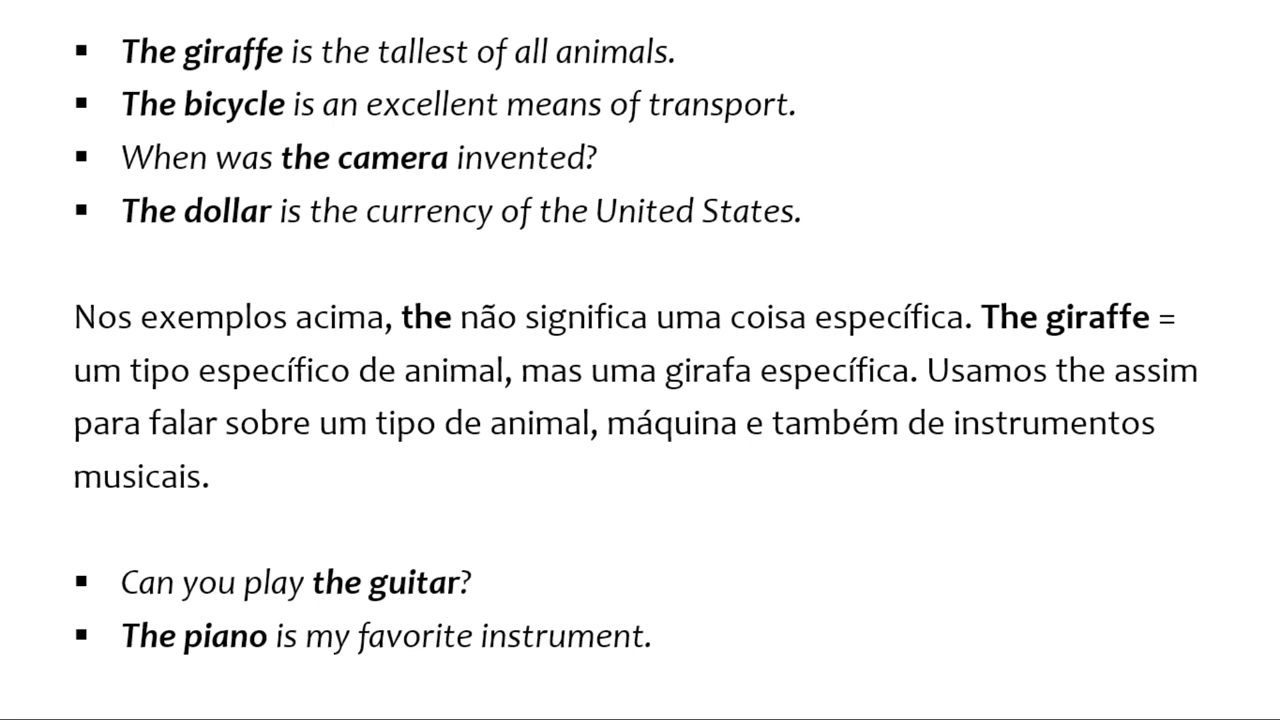 ▪ The giraffe is the tallest of all animals.
▪ The bicycle is an excellent means of transport.
▪ When was the camera invented?
▪ The dollar is the currency of the United States.
Nos exemplos acima, the não significa uma coisa específica. The giraffe =
um tipo específico de animal, mas uma girafa específica. Usamos the assim
para falar sobre um tipo de animal, máquina e também de instrumentos
musicais.
▪ Can you play the guitar?
▪ The piano is my favorite instrument.